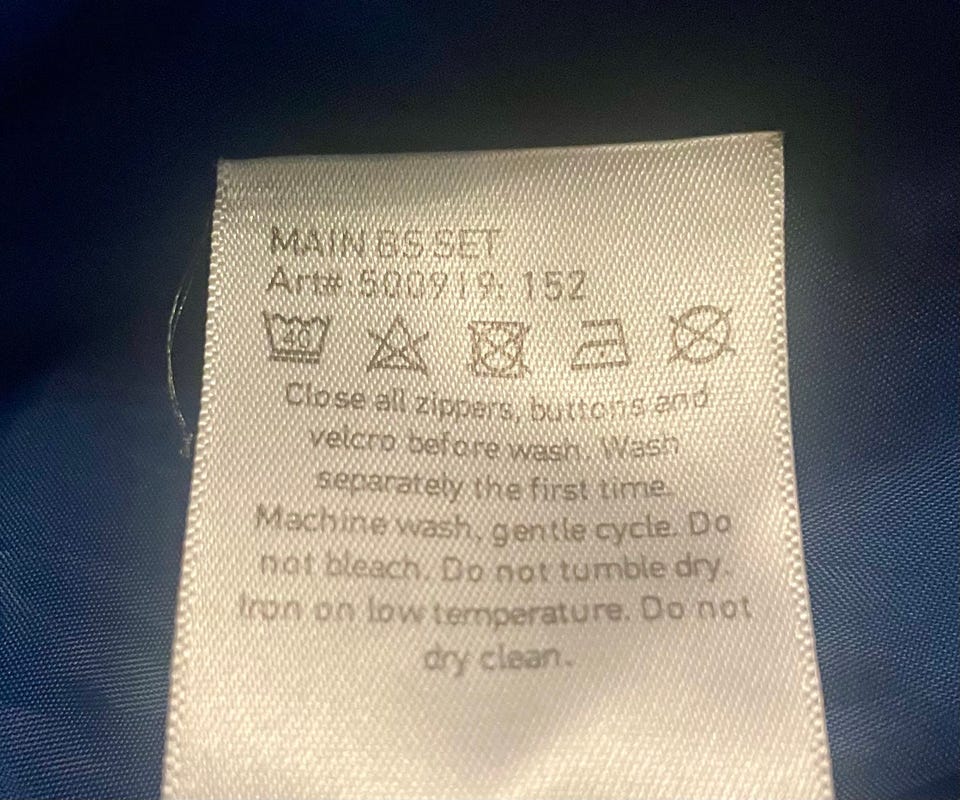 MAIN BS SET
Art#: 500919: 152
Close all zippers, buttons and
velcro before wash. Wash
separately the first time.
Machine wash, gentle cycle. Do
not bleach. Do not tumble dry.
Iron on low temperature. Do not
dry clean.